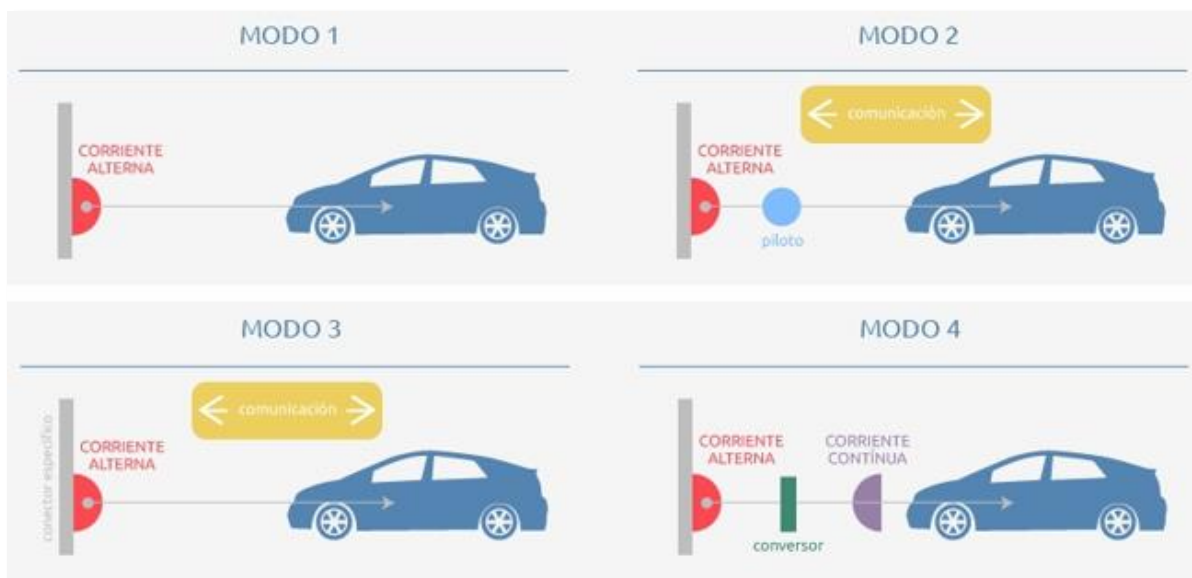 MODO 1
CORRIENTE
ALTERNA
MODO 2
comunicación
CORRIENTE
ALTERNA
piloto
MODO 3
comunicación
conector específico
CORRIENTE
ALTERNA
MODO 4
CORRIENTE
ALTERNA
CORRIENTE
CONTÍNUA
conversor